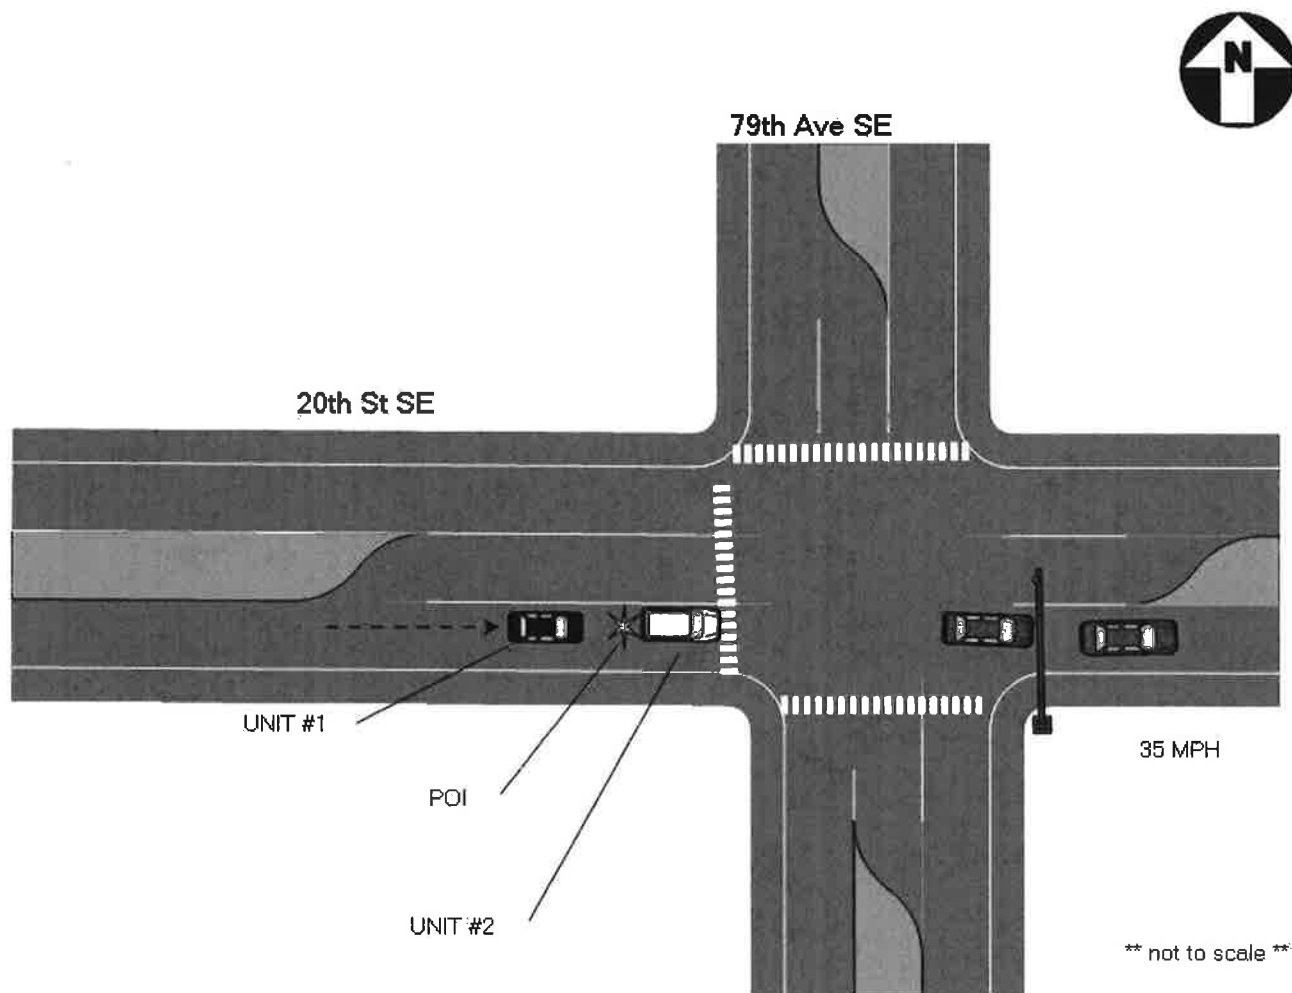 N
79th Ave SE
20th St SE
UNIT #1
35 MPH
POI
UNIT #2
** not to scale **